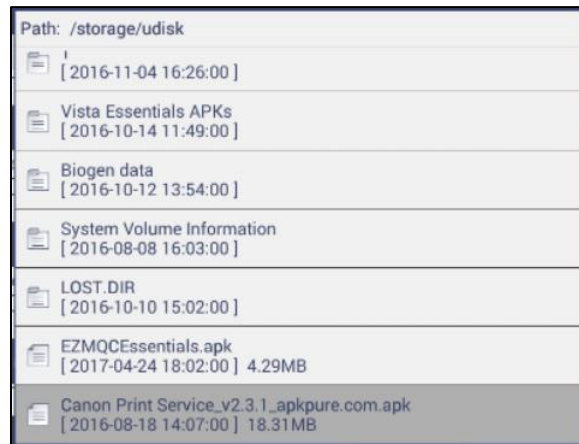 Path: /storage/udisk
[ 2016-11-04 16:26:00 ]
Vista Essentials APKs
[ 2016-10-14 11:49:00 ]
Biogen data
[ 2016-10-12 13:54:00 ]
System Volume Information
[ 2016-08-08 16:03:00 ]
LOST.DIR
[ 2016-10-10 15:02:00 ]
EZMQCEssentials.apk
[ 2017-04-24 18:02:00 ] 4.29MB
Canon Print Service_v2.3.1_apkpure.com.apk
[ 2016-08-18 14:07:00 ] 18.31MB